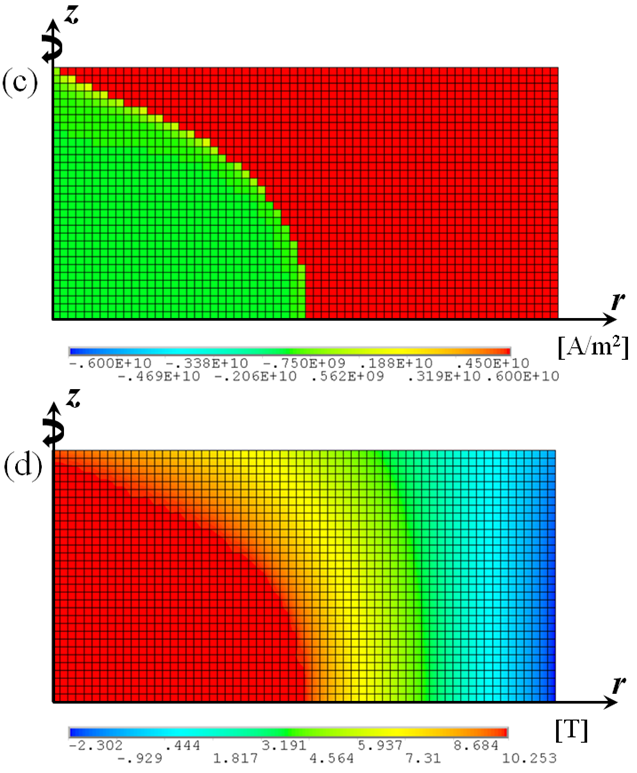 z
(c)
r
[A/m²]
-.600E+10 -.338E+10 -.750E+09 .188E+10 .450E+10
-.469E+10 -.206E+10 .562E+09 .319E+10 .600E+10
z
(d)
r
[T]
-2.302 .444 3.191 5.937 8.684
-.929 1.817 4.564 7.31 10.253